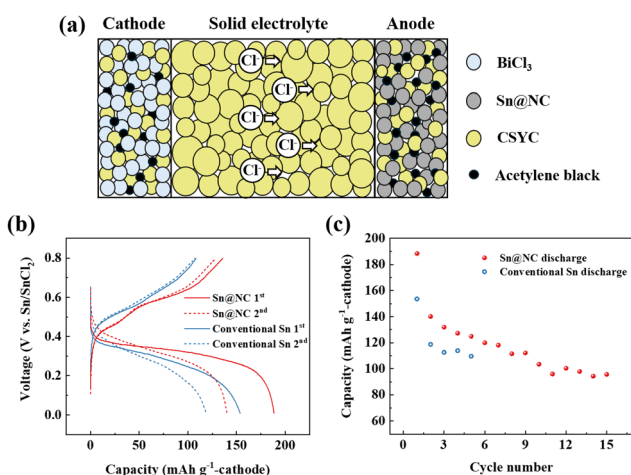 (a)
Cathode Solid electrolyte Anode
Cl-
Cl-
Cl-
Cl-
Cl-
BiCl₃
Sn@NC
CSYC
Acetylene black
(b)
Voltage (V vs. Sn/SnCl₂)
0.8
0.6
0.4
0.2
0.0
Sn@NC 1ˢᵗ
Sn@NC 2ⁿᵈ
Conventional Sn 1ˢᵗ
Conventional Sn 2ⁿᵈ
0 50 100 150 200
Capacity (mAh g⁻¹-cathode)
(c)
Capacity (mAh g⁻¹-cathode)
200
180
160
140
120
100
80
60
40
Sn@NC discharge
Conventional Sn discharge
0 3 6 9 12 15
Cycle number